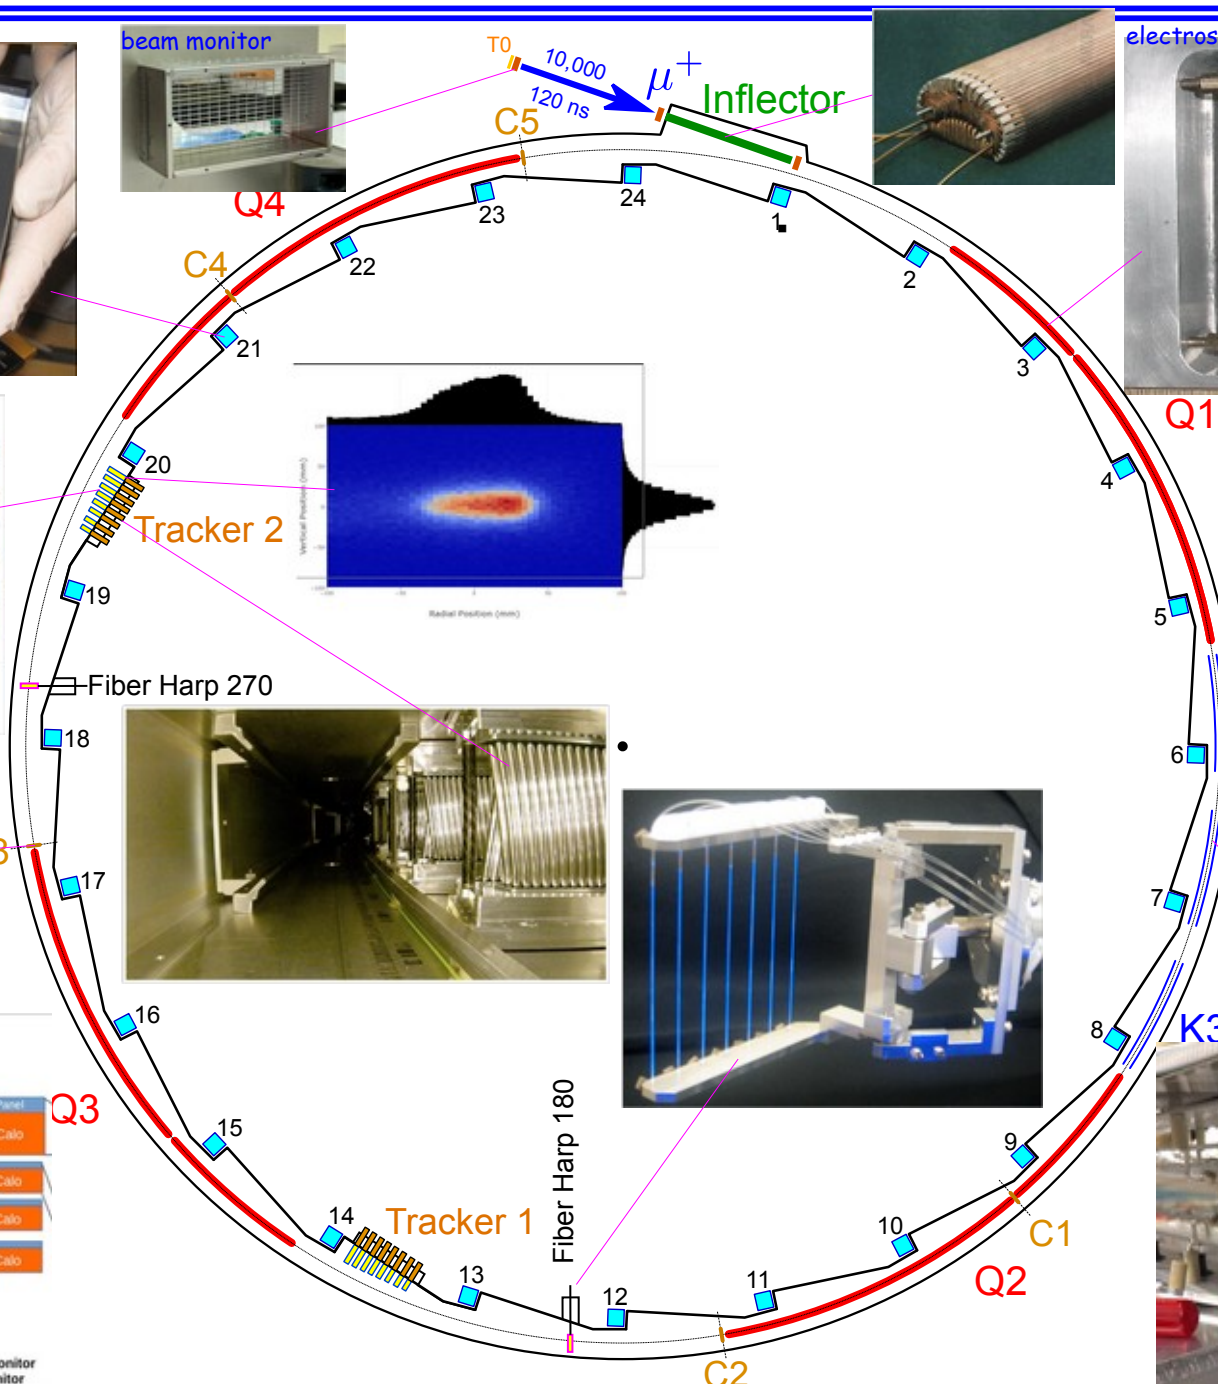 beam monitor
electros
T0
10,000
120 ns
μ+
Inflector
C5
Q4
C4
23
24
1
2
22
21
3
Q1
20
4
Tracker 2
Vertical Position (mm)
Radial Position (mm)
19
5
Fiber Harp 270
18
6
17
7
16
8
K3
Panel
Calo
Q3
Calo
Calo
Calo
15
9
14
Tracker 1
Fiber Harp 180
10
C1
13
12
11
Q2
C2
onitor
nitor